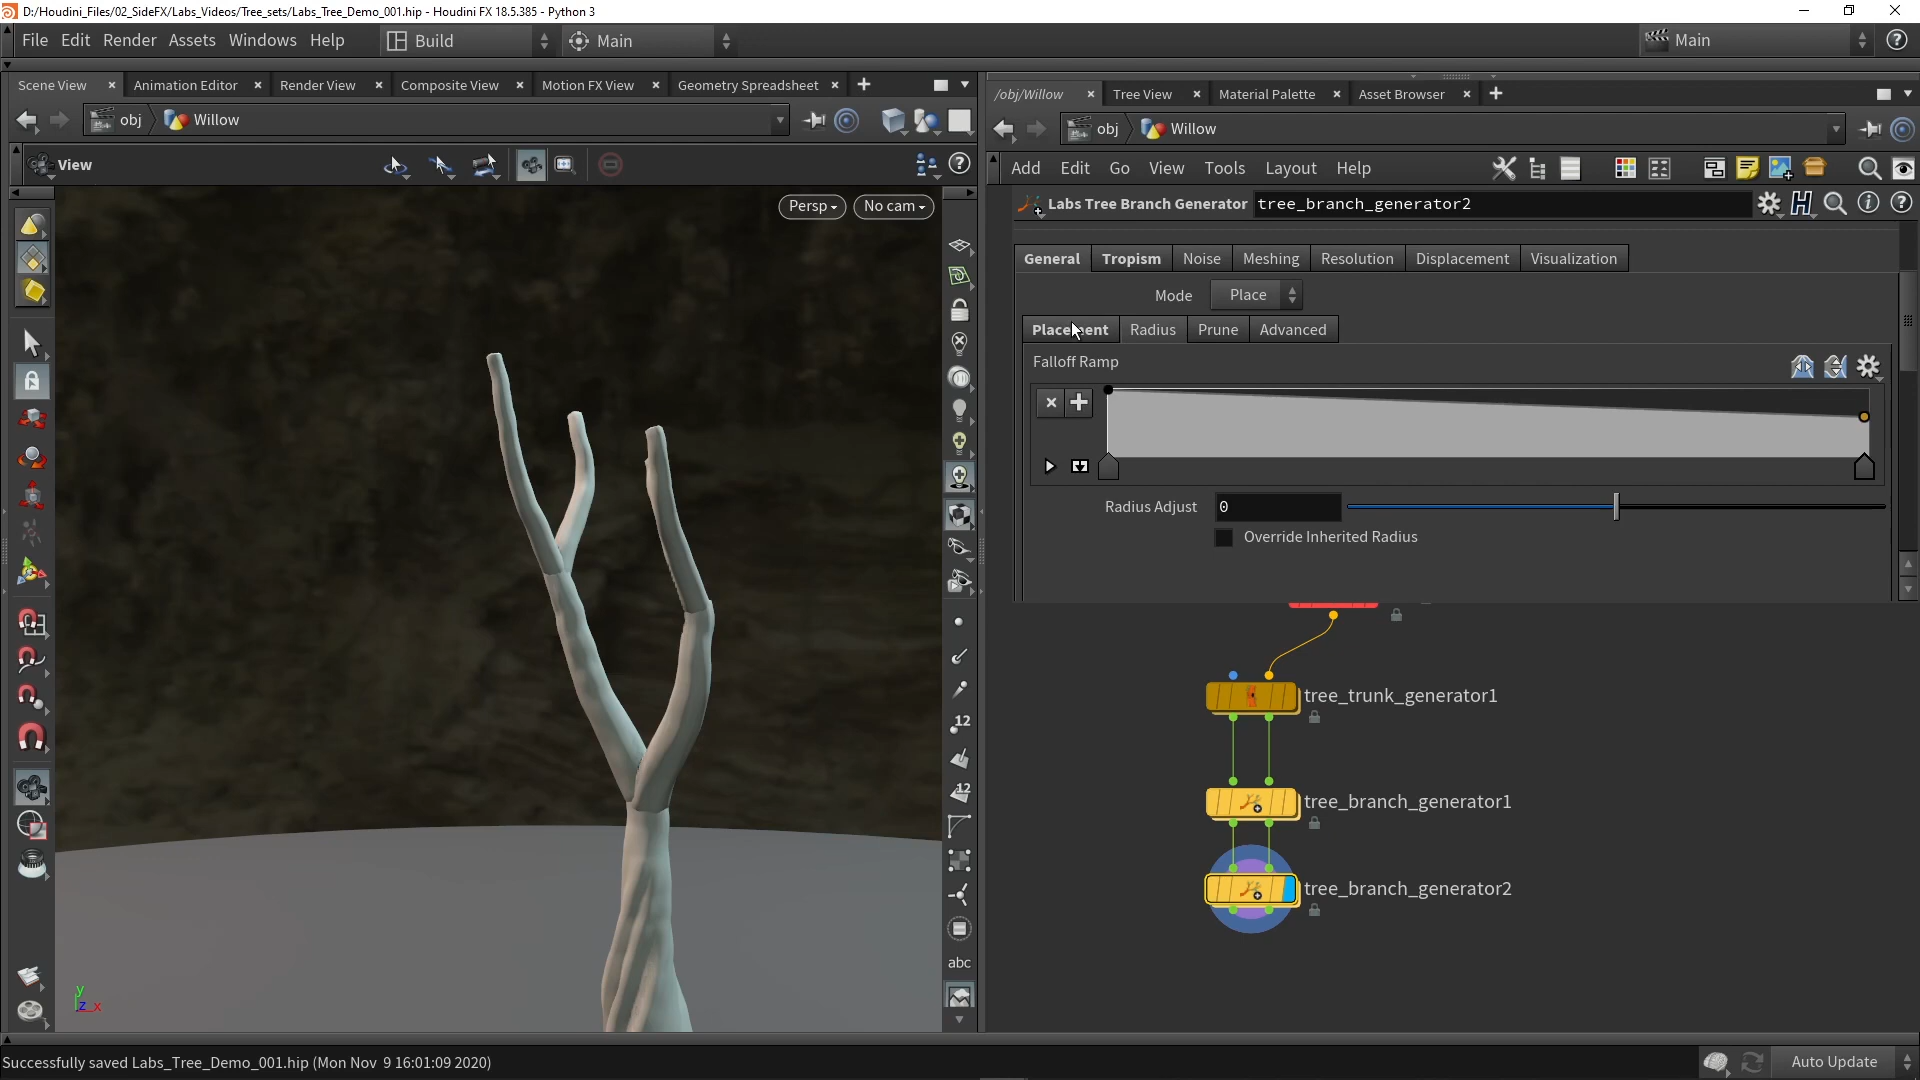 D:/Houdini_Files/02_SideFX/Labs_Videos/Tree_sets/Labs_Tree_Demo_001.hip - Houdini FX 18.5.385 - Python 3
File Edit Render Assets Windows Help Build Main Main
Scene View Animation Editor Render View Composite View Motion FX View Geometry Spreadsheet
obj Willow
View
Persp No cam
12
12
abc
y
z x
/obj/Willow Tree View Material Palette Asset Browser
obj Willow
Add Edit Go View Tools Layout Help
Labs Tree Branch Generator tree_branch_generator2
General Tropism Noise Meshing Resolution Displacement Visualization
Mode Place
Placement Radius Prune Advanced
Falloff Ramp
Radius Adjust 0
Override Inherited Radius
tree_trunk_generator1
tree_branch_generator1
tree_branch_generator2
Successfully saved Labs_Tree_Demo_001.hip (Mon Nov 9 16:01:09 2020)
Auto Update